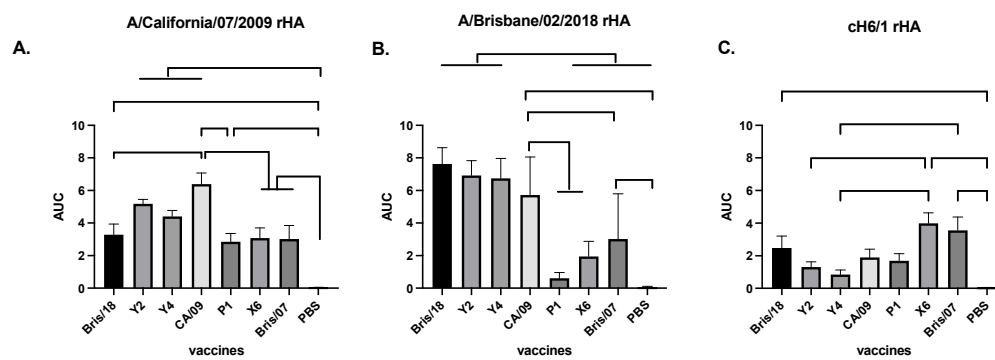 A. A/California/07/2009 rHA
10
8
6
4
2
0
AUC
Bris/18 Y2 Y4 CA/09 P1 X6 Bris/07 PBS
vaccines
B. A/Brisbane/02/2018 rHA
10
8
6
4
2
0
AUC
Bris/18 Y2 Y4 CA/09 P1 X6 Bris/07 PBS
vaccines
C. cH6/1 rHA
10
8
6
4
2
0
AUC
Bris/18 Y2 Y4 CA/09 P1 X6 Bris/07 PBS
vaccines